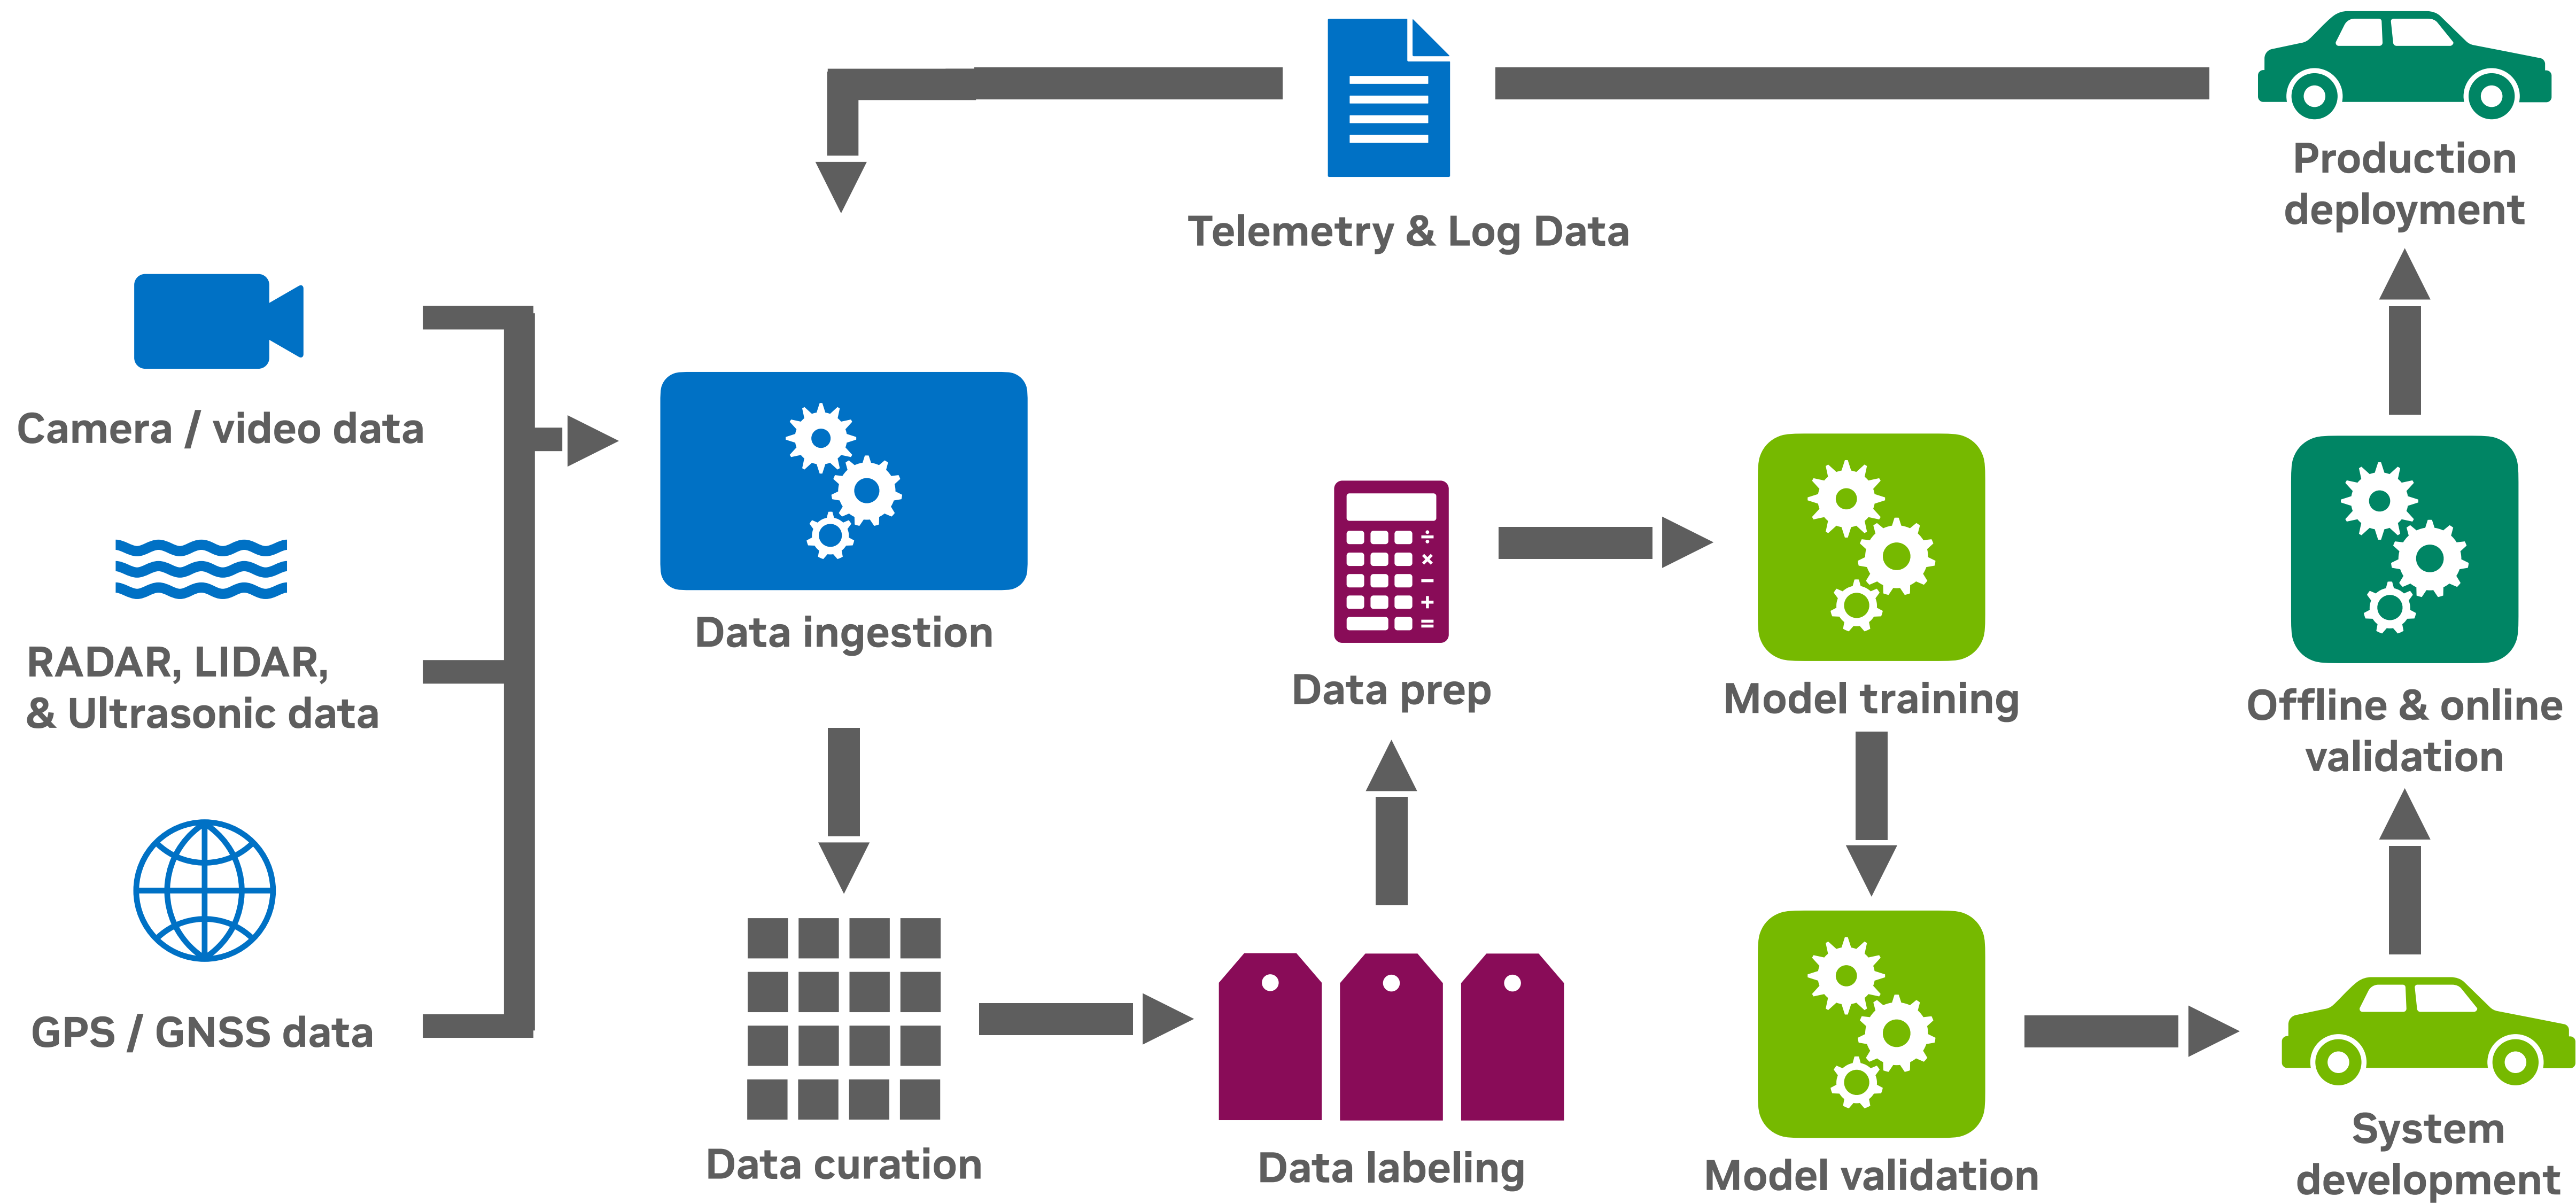 Production
deployment
Telemetry & Log Data
Camera / video data
RADAR, LIDAR,
& Ultrasonic data
GPS / GNSS data
Data ingestion
Data curation
Data labeling
Data prep
Model training
Model validation
System
development
Offline & online
validation